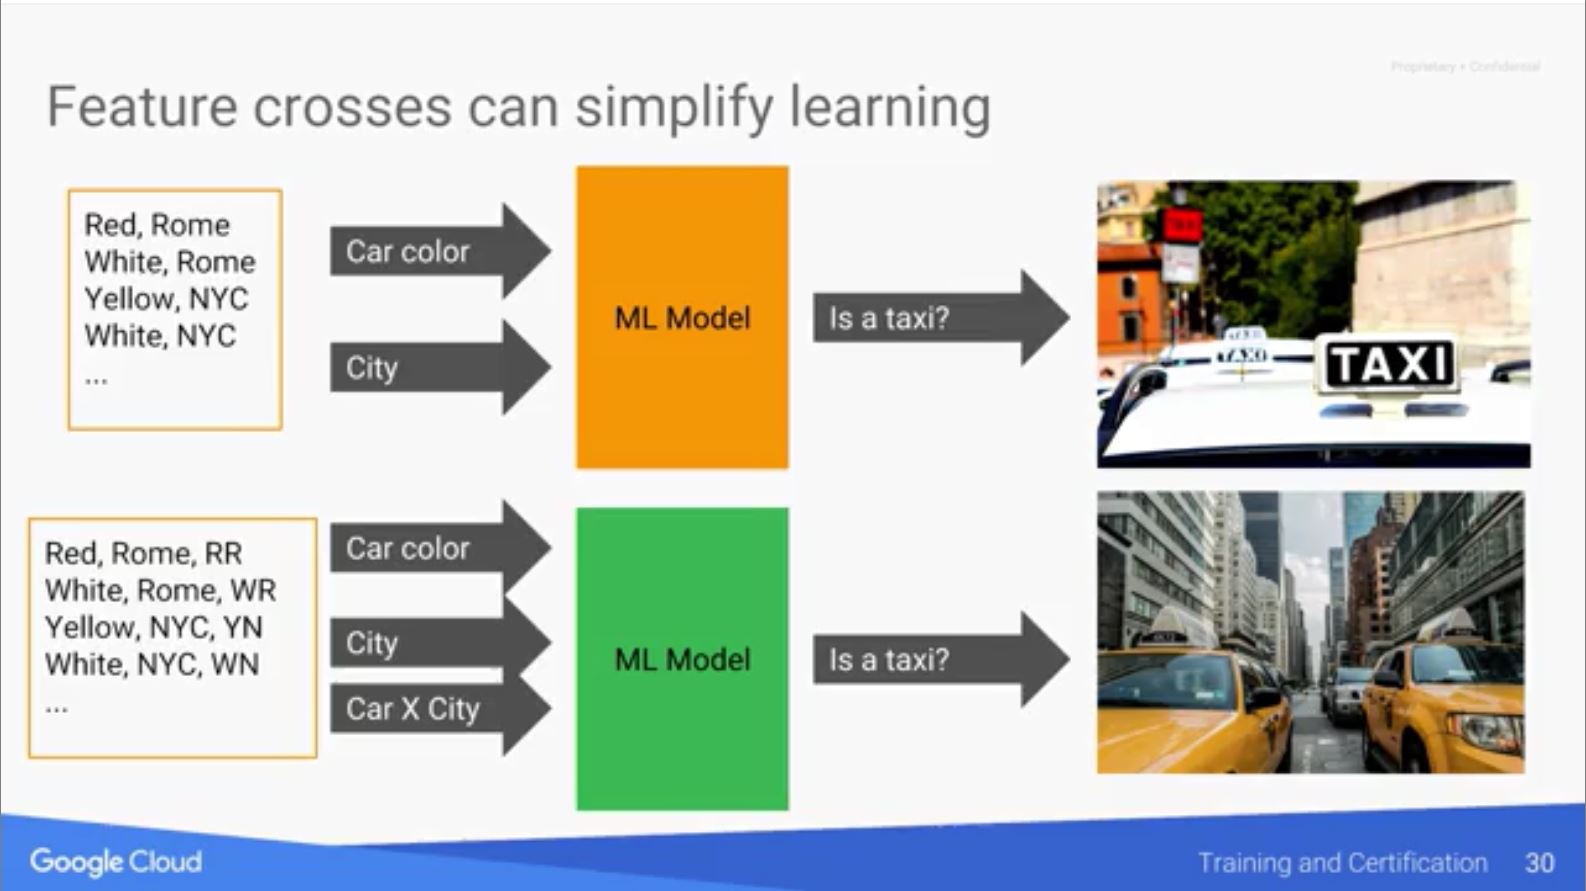 Proprietary + Confidential
Feature crosses can simplify learning
Red, Rome
White, Rome
Yellow, NYC
White, NYC
...
Car color
City
ML Model
Is a taxi?
TAXI
TAXI
TAXI
TAXI
Red, Rome, RR
White, Rome, WR
Yellow, NYC, YN
White, NYC, WN
...
Car color
City
Car X City
ML Model
Is a taxi?
Google Cloud
Training and Certification 30